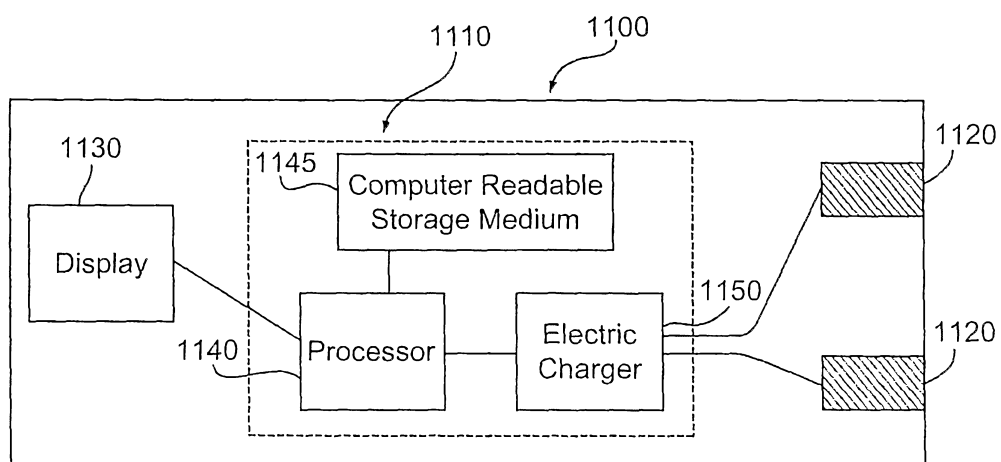 1100
1110
1120
1130
1145
Computer Readable
Storage Medium
Display
1150
1120
1140
Processor
Electric
Charger